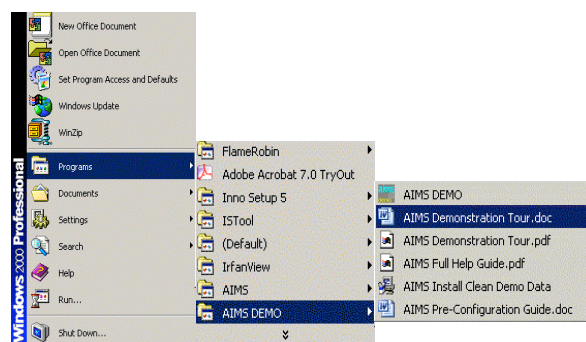 New Office Document
Open Office Document
Set Program Access and Defaults
Windows Update
WinZip
Programs
Documents
Settings
Search
Help
Run...
Shut Down...
Windows 2000 Professional
FlameRobin
Adobe Acrobat 7.0 TryOut
Inno Setup 5
ISTool
(Default)
IrfanView
AIMS
AIMS DEMO
AIMS DEMO
AIMS Demonstration Tour.doc
AIMS Demonstration Tour.pdf
AIMS Full Help Guide.pdf
AIMS Install Clean Demo Data
AIMS Pre-Configuration Guide.doc